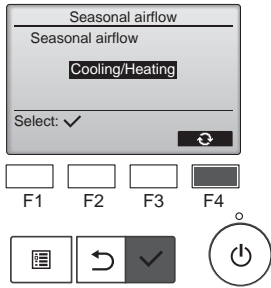 Seasonal airflow
Seasonal airflow
Cooling/Heating
Select:
F1 F2 F3 F4